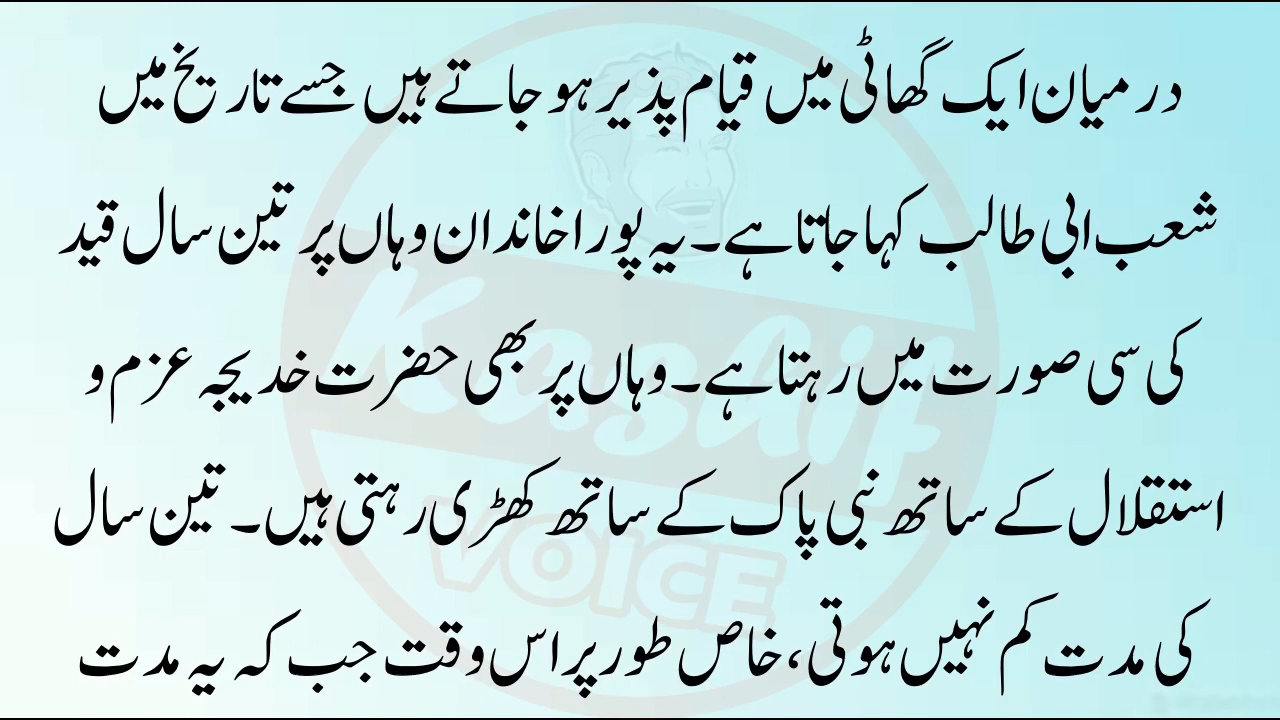 درمیان ایک گھاٹی میں قیام پذیر ہو جاتے ہیں جسے تاریخ میں
شعب ابی طالب کہا جاتا ہے۔ یہ پورا خاندان وہاں پر تین سال قید
کی سی صورت میں رہتا ہے۔ وہاں پر بھی حضرت خدیجہ عزم و
استقلال کے ساتھ نبی پاک کے ساتھ کھڑی رہتی ہیں۔ تین سال
کی مدت کم نہیں ہوتی، خاص طور پر اس وقت جب کہ یہ مدت
Kashif
VOICE